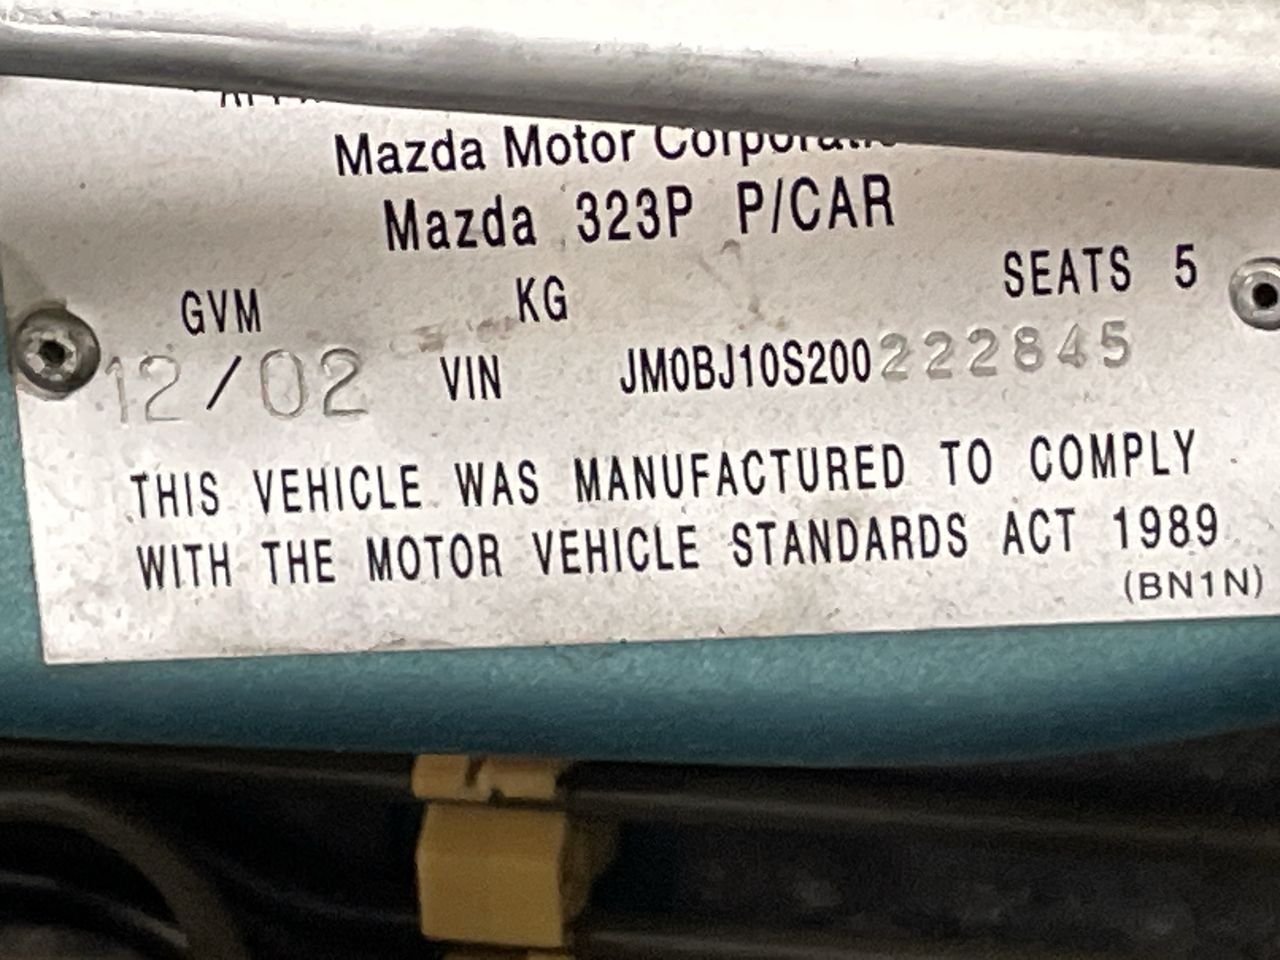 Mazda Motor Corporatio
Mazda 323P P/CAR
GVM KG SEATS 5
12/02 VIN JM0BJ10S200222845
THIS VEHICLE WAS MANUFACTURED TO COMPLY
WITH THE MOTOR VEHICLE STANDARDS ACT 1989
(BN1N)